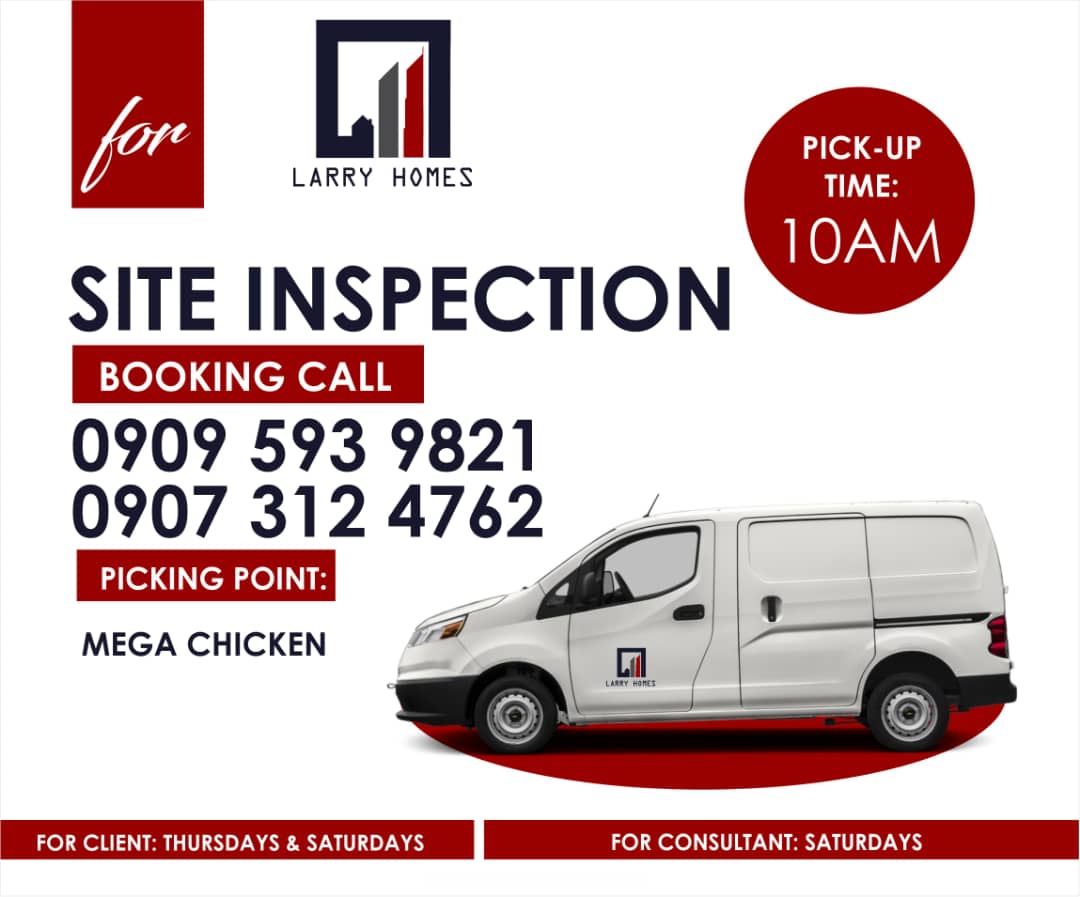 for
LARRY HOMES
PICK-UP
TIME:
10AM
SITE INSPECTION
BOOKING CALL
0909 593 9821
0907 312 4762
PICKING POINT:
MEGA CHICKEN
LARRY HOMES
FOR CLIENT: THURSDAYS & SATURDAYS
FOR CONSULTANT: SATURDAYS